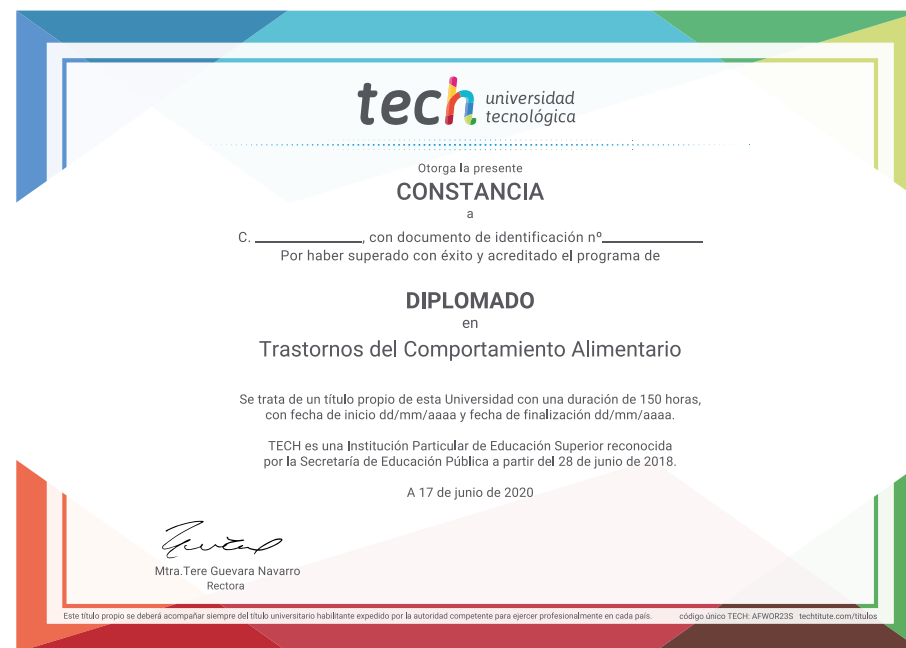 tech universidad
tecnológica
Otorga la presente
CONSTANCIA
a
C. ____________, con documento de identificación nº____________
Por haber superado con éxito y acreditado el programa de
DIPLOMADO
en
Trastornos del Comportamiento Alimentario
Se trata de un título propio de esta Universidad con una duración de 150 horas,
con fecha de inicio dd/mm/aaaa y fecha de finalización dd/mm/aaaa.
TECH es una Institución Particular de Educación Superior reconocida
por la Secretaría de Educación Pública a partir del 28 de junio de 2018.
A 17 de junio de 2020
Mtra.Tere Guevara Navarro
Rectora
Este título propio se deberá acompañar siempre del título universitario habilitante expedido por la autoridad competente para ejercer profesionalmente en cada país. código único TECH: AFWOR23S techtitute.com/titulos